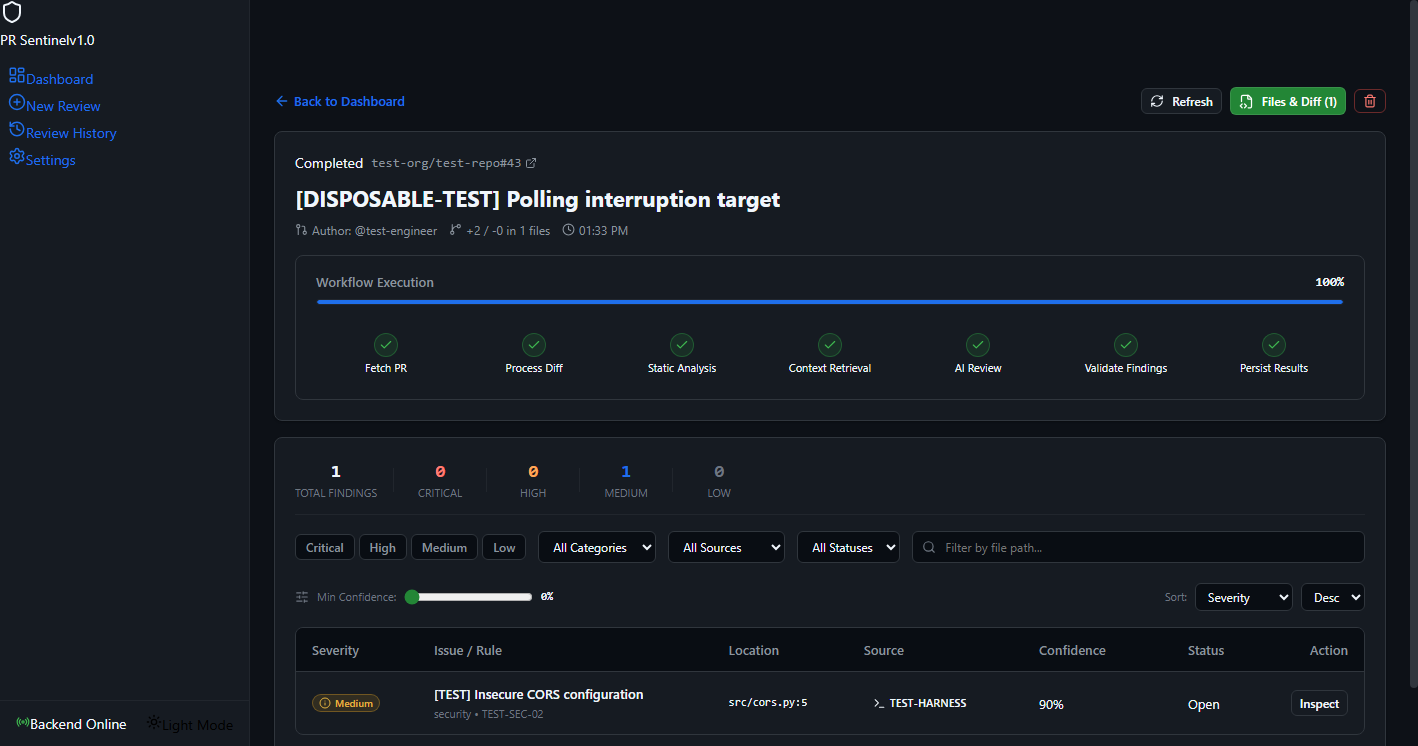 PR Sentinelv1.0
Dashboard
New Review
Review History
Settings
Backend Online
Light Mode
Back to Dashboard
Refresh
Files & Diff (1)
Completed test-org/test-repo#43
[DISPOSABLE-TEST] Polling interruption target
Author: @test-engineer +2 / -0 in 1 files 01:33 PM
Workflow Execution 100%
Fetch PR Process Diff Static Analysis Context Retrieval AI Review Validate Findings Persist Results
1 0 0 1 0
TOTAL FINDINGS CRITICAL HIGH MEDIUM LOW
Critical High Medium Low All Categories All Sources All Statuses Filter by file path...
Min Confidence: 0% Sort: Severity Desc
Severity Issue / Rule Location Source Confidence Status Action
Medium [TEST] Insecure CORS configuration src/cors.py:5 TEST-HARNESS 90% Open Inspect
security • TEST-SEC-02